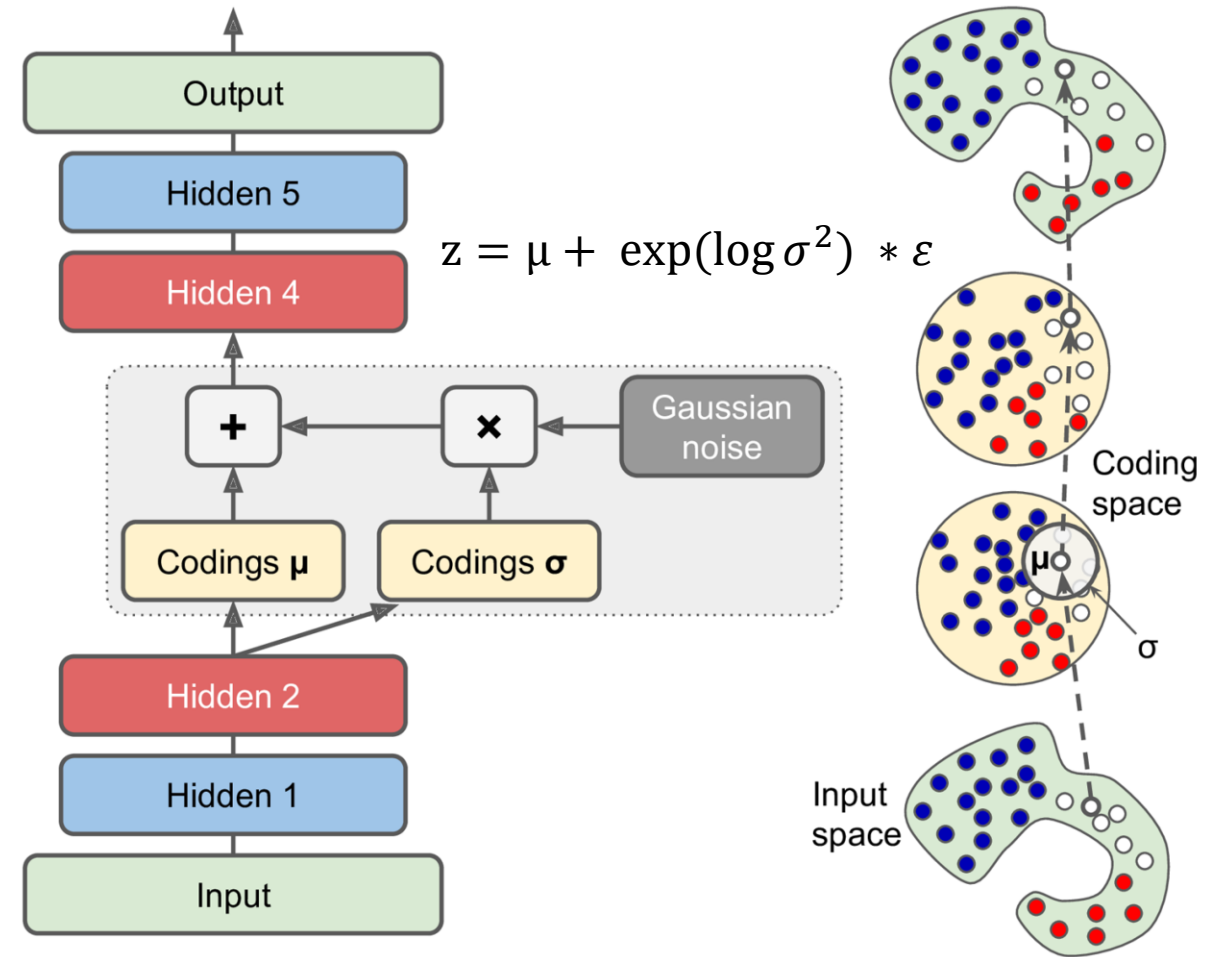 Output
Hidden 5
z = μ + exp(log σ²) * ε
Hidden 4
+
×
Gaussian
noise
Codings μ
Codings σ
Hidden 2
Hidden 1
Input
Coding
space
μ
σ
Input
space